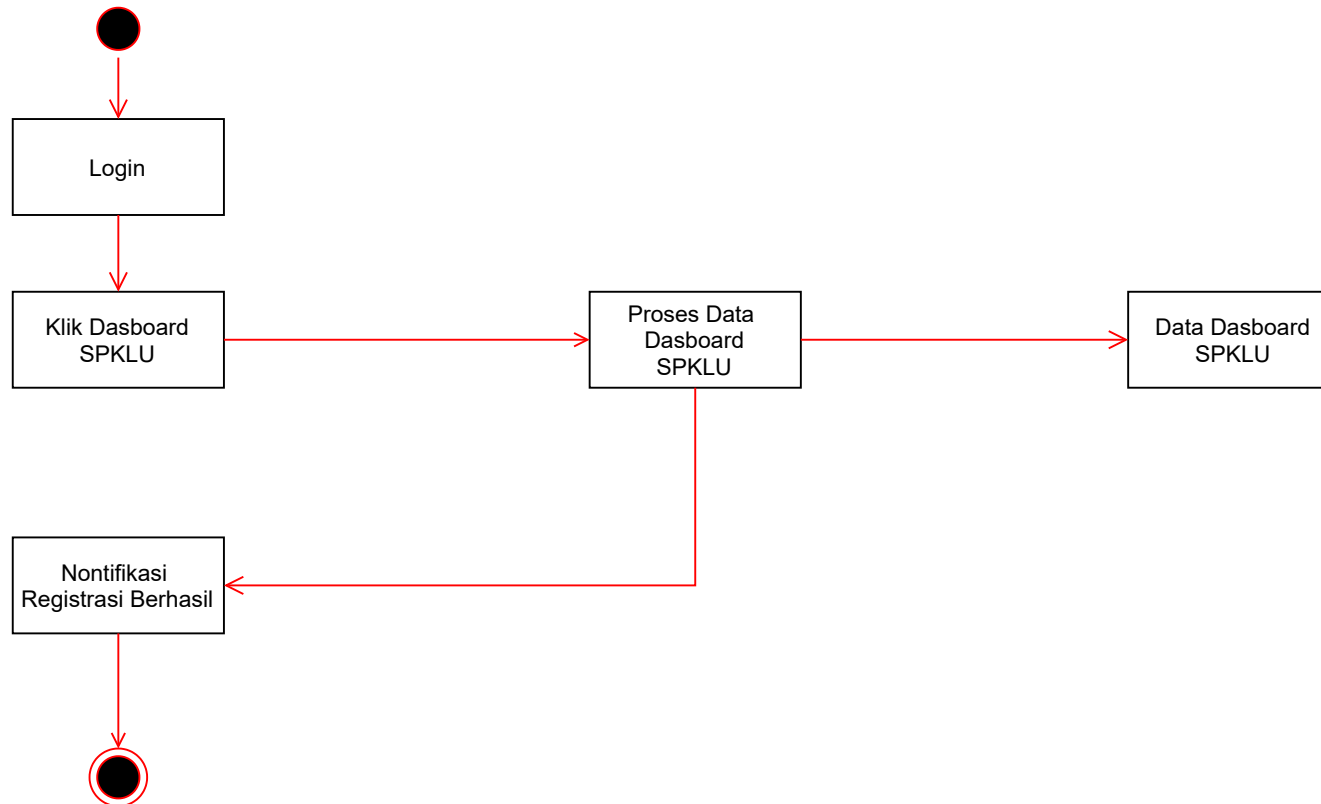 Login
Klik Dasboard
SPKLU
Proses Data
Dasboard
SPKLU
Data Dasboard
SPKLU
Nontifikasi
Registrasi Berhasil